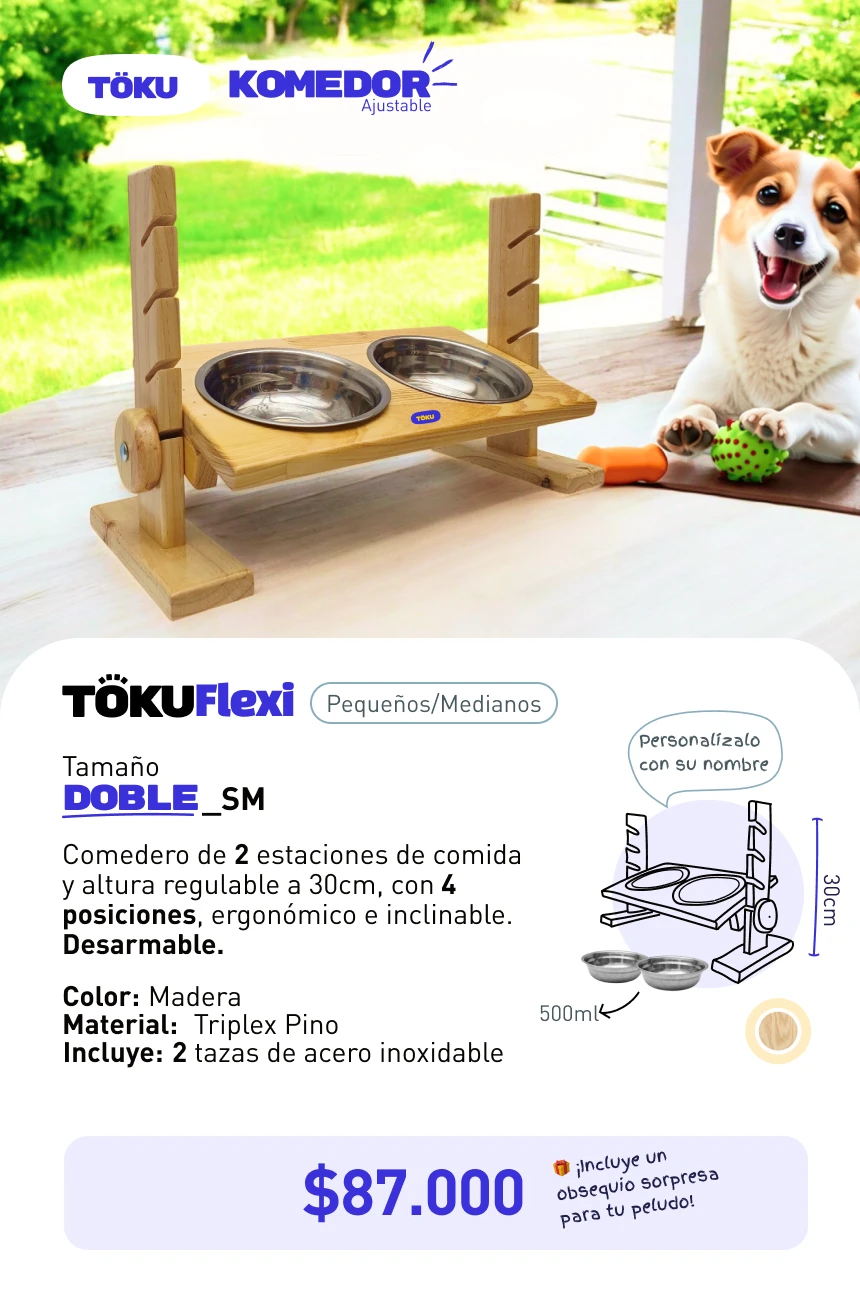 TÖKU
KOMEDOR
Ajustable
TÖKU
TÖKUFlexi
Pequeños/Medianos
Tamaño
DOBLE_SM
Comedero de 2 estaciones de comida
y altura regulable a 30cm, con 4
posiciones, ergonómico e inclinable.
Desarmable.
Color: Madera
Material: Triplex Pino
Incluye: 2 tazas de acero inoxidable
Personalízalo
con su nombre
30cm
500ml
$87.000
🎁 ¡Incluye un
obsequio sorpresa
para tu peludo!